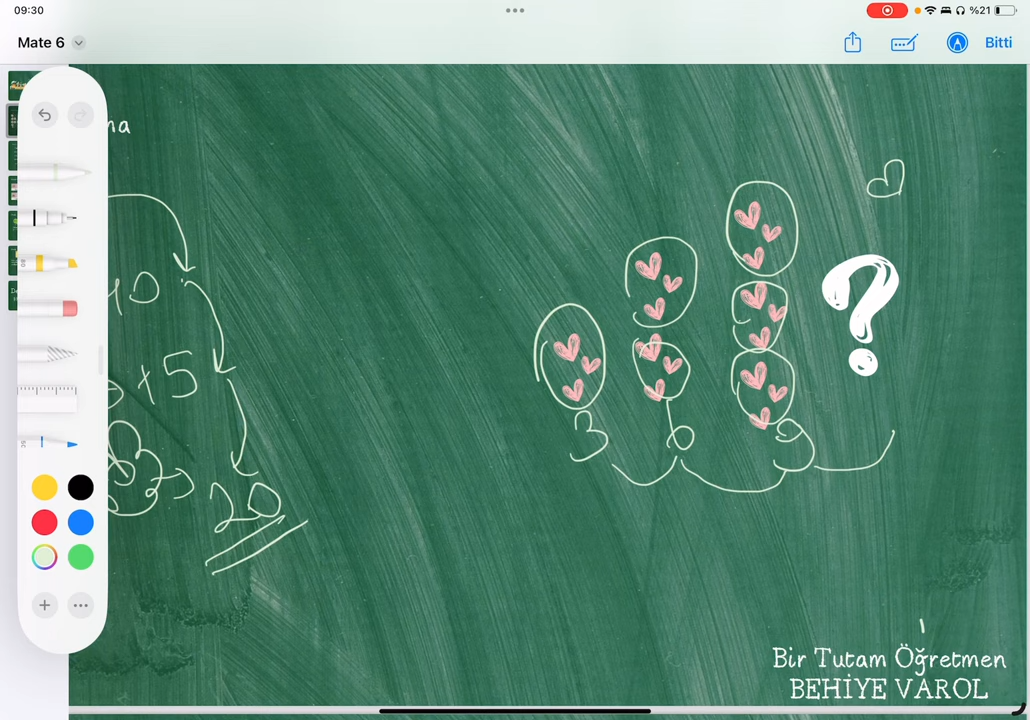 09:30
%21
Mate 6
Bitti
na
10
x5
20
3 6 9
?
Bir Tutam Öğretmen
BEHİYE VAROL